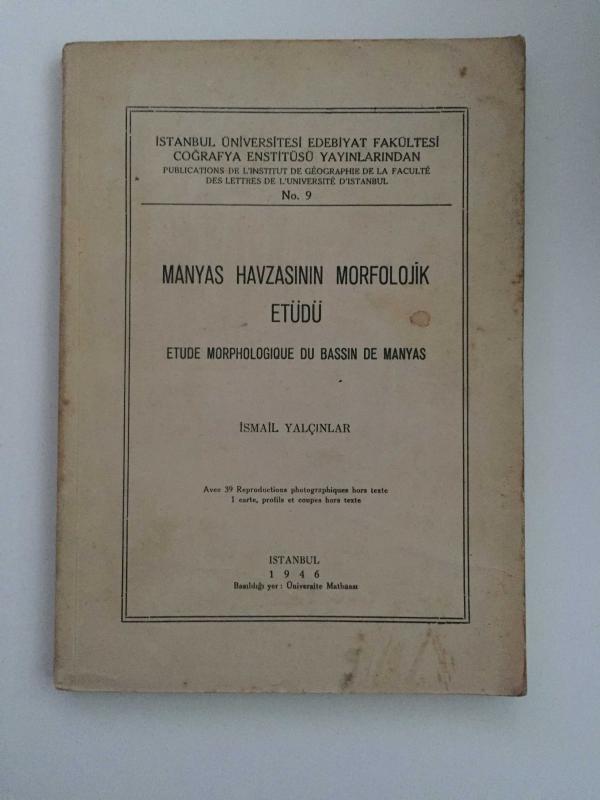 İSTANBUL ÜNİVERSİTESİ EDEBİYAT FAKÜLTESİ
COĞRAFYA ENSTİTÜSÜ YAYINLARINDAN
PUBLICATIONS DE L'INSTITUT DE GÉOGRAPHIE DE LA FACULTÉ
DES LETTRES DE L'UNIVERSITÉ D'ISTANBUL
No. 9
MANYAS HAVZASININ MORFOLOJİK
ETÜDÜ
ETUDE MORPHOLOGIQUE DU BASSIN DE MANYAS
İSMAİL YALÇINLAR
Avec 39 Reproductions photographiques hors texte
1 carte, profils et coupes hors texte
ISTANBUL
1 9 4 6
Basıldığı yer : Üniversite Matbaası